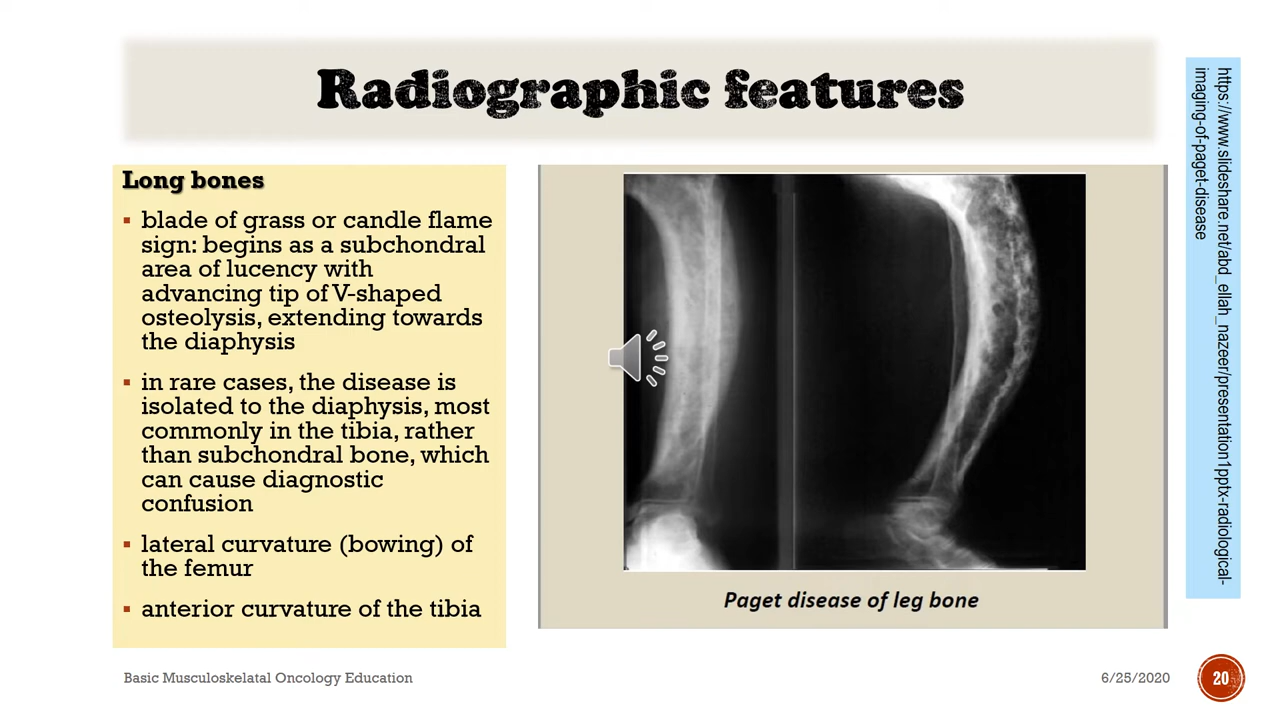 Radiographic features
Long bones
▪ blade of grass or candle flame
sign: begins as a subchondral
area of lucency with
advancing tip of V-shaped
osteolysis, extending towards
the diaphysis
▪ in rare cases, the disease is
isolated to the diaphysis, most
commonly in the tibia, rather
than subchondral bone, which
can cause diagnostic
confusion
▪ lateral curvature (bowing) of
the femur
▪ anterior curvature of the tibia
Paget disease of leg bone
https://www.slideshare.net/abd_ellah_nazeer/presentation1pptx-radiological-
imaging-of-paget-disease
Basic Musculoskelatal Oncology Education
6/25/2020
20